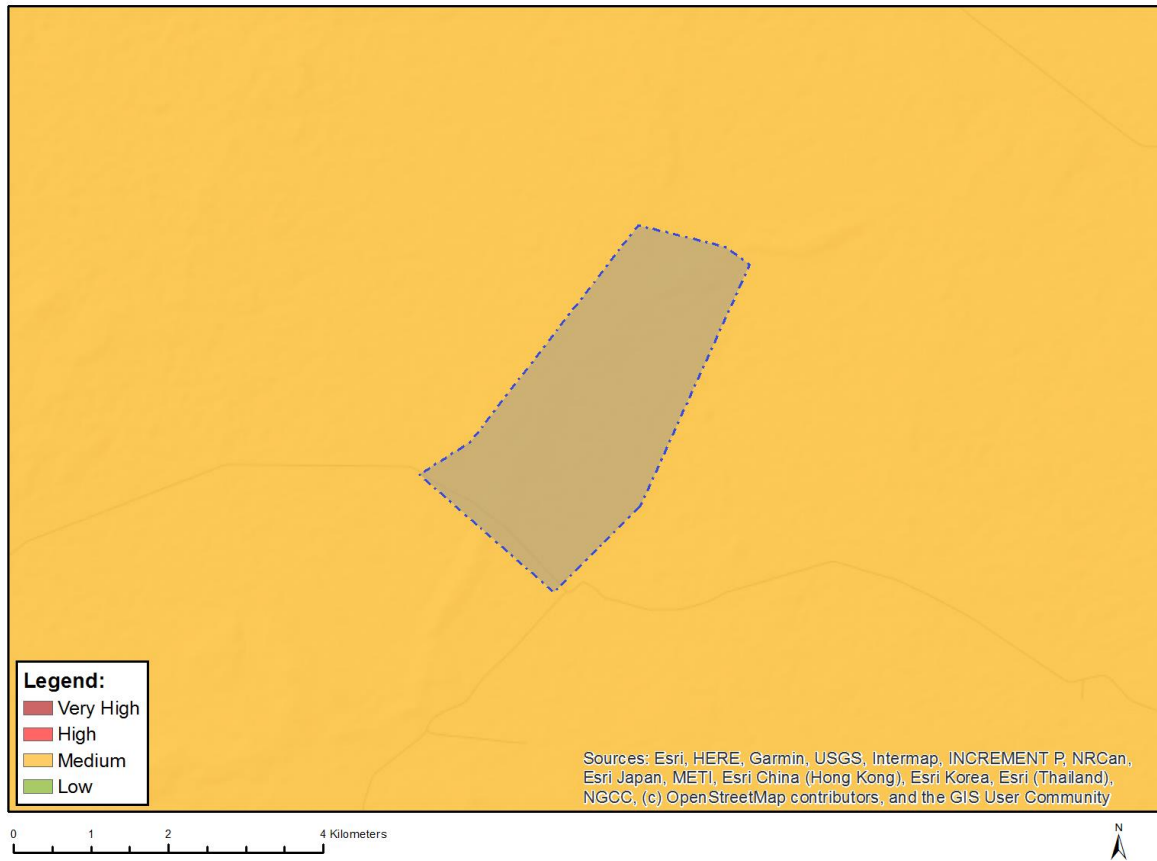 Legend:
Very High
High
Medium
Low
Sources: Esri, HERE, Garmin, USGS, Intermap, INCREMENT P, NRCan,
Esri Japan, METI, Esri China (Hong Kong), Esri Korea, Esri (Thailand),
NGCC, (c) OpenStreetMap contributors, and the GIS User Community
0 1 2 4 Kilometers
N